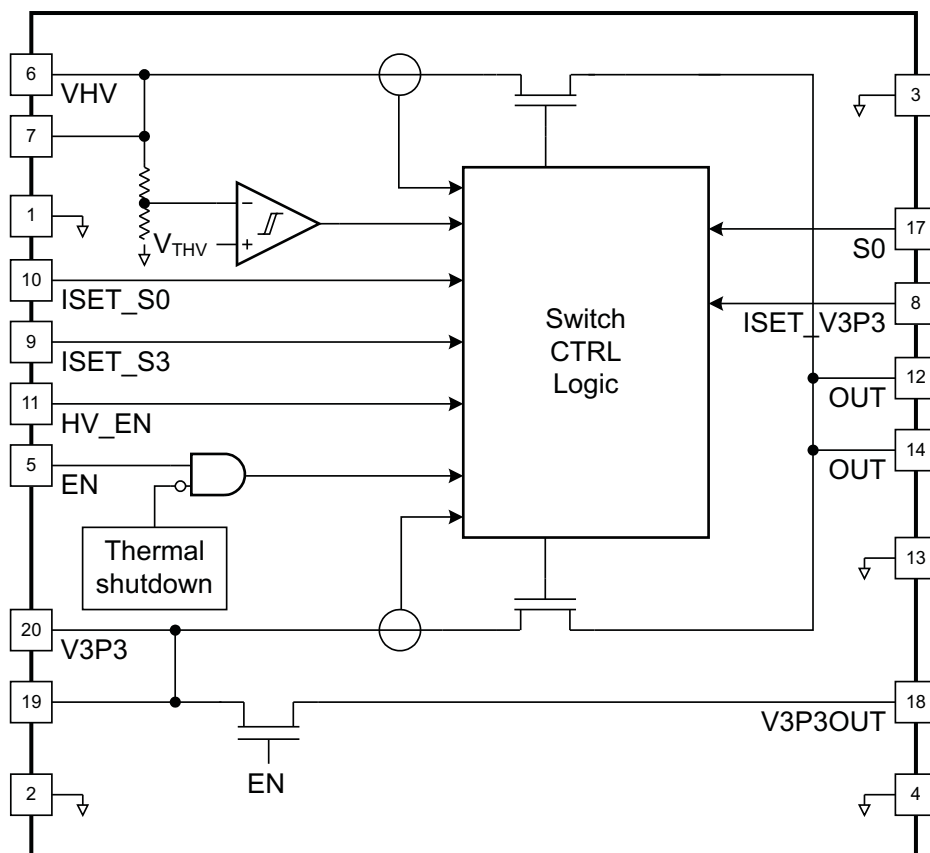 6
VHV
3
7
1
17
S0
−
+
VTHV
10
ISET_S0
8
ISET_V3P3
Switch
CTRL
Logic
9
ISET_S3
12
OUT
11
HV_EN
14
OUT
5
EN
Thermal
shutdown
13
20
V3P3
19
18
V3P3OUT
EN
2
4